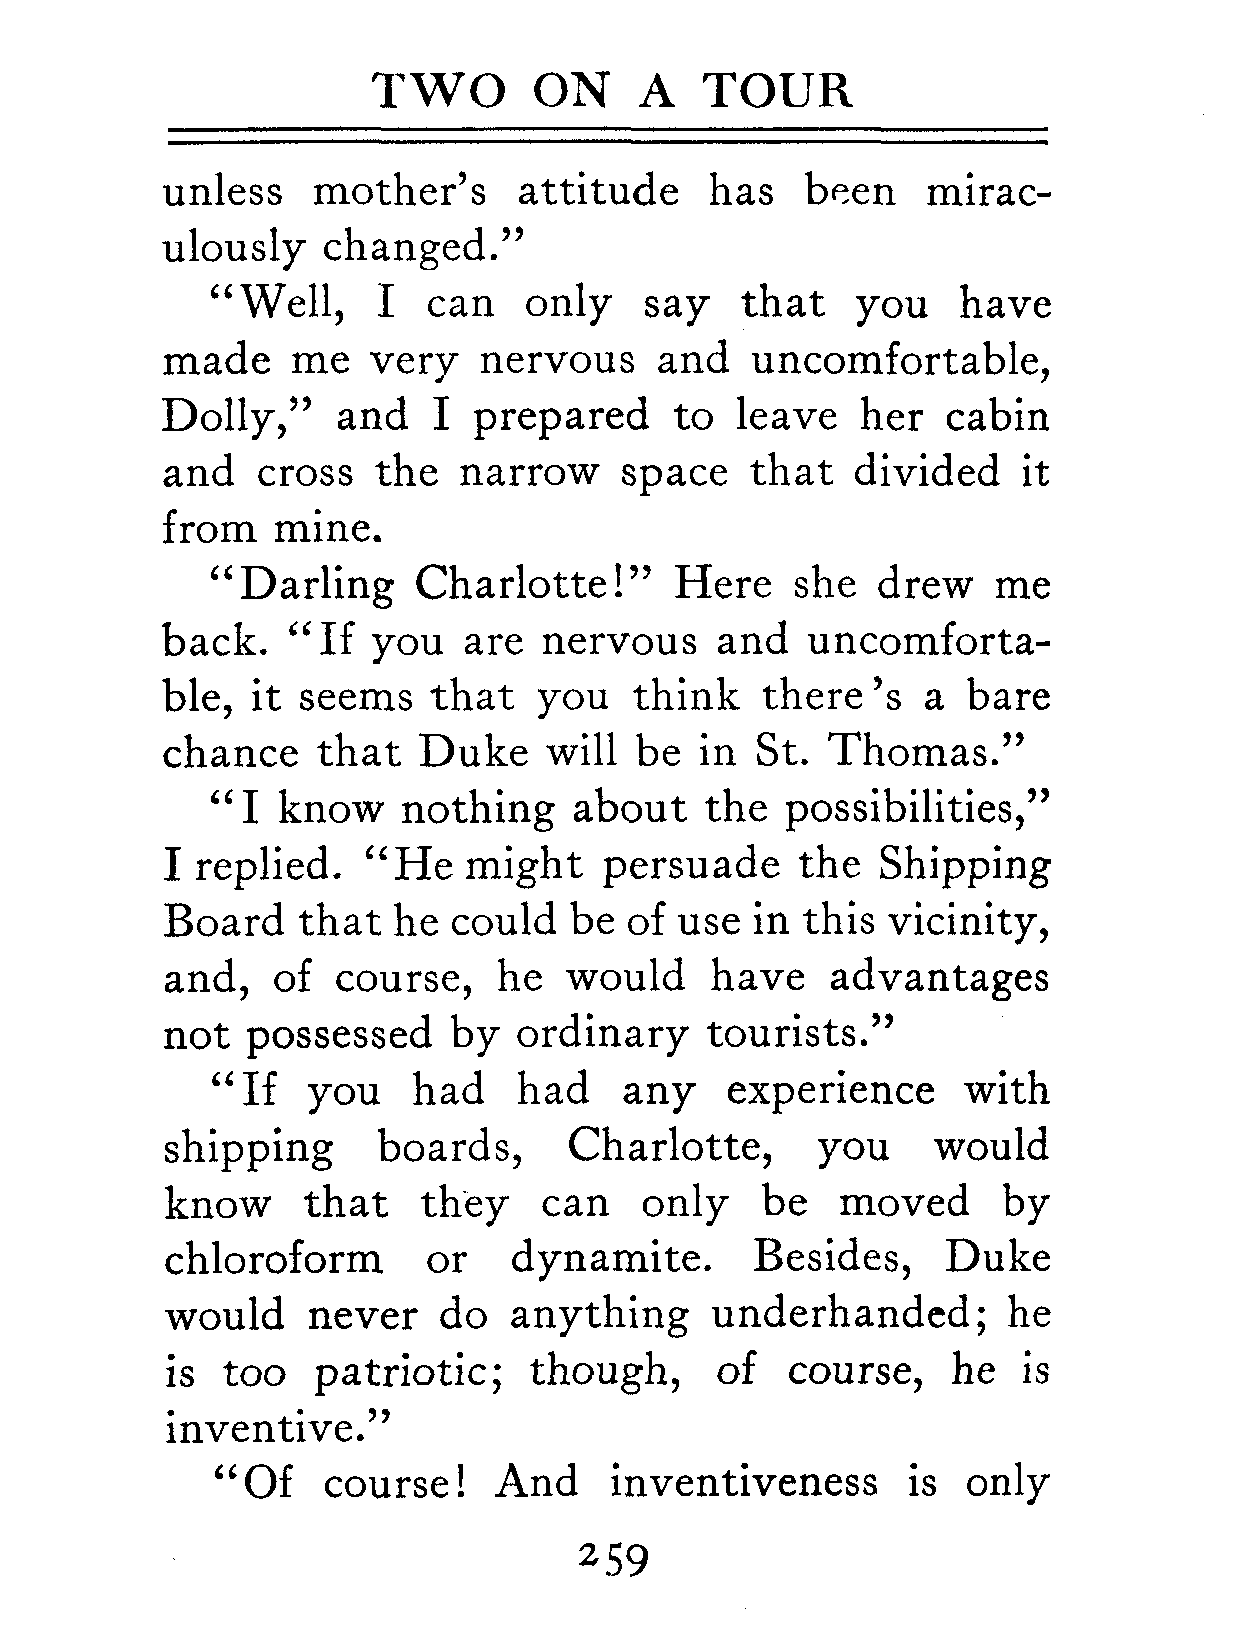 TWO ON A TOUR
unless mother's attitude has been mirac-
ulously changed."
"Well, I can only say that you have
made me very nervous and uncomfortable,
Dolly," and I prepared to leave her cabin
and cross the narrow space that divided it
from mine.
"Darling Charlotte!" Here she drew me
back. "If you are nervous and uncomforta-
ble, it seems that you think there's a bare
chance that Duke will be in St. Thomas."
"I know nothing about the possibilities,"
I replied. "He might persuade the Shipping
Board that he could be of use in this vicinity,
and, of course, he would have advantages
not possessed by ordinary tourists."
"If you had had any experience with
shipping boards, Charlotte, you would
know that they can only be moved by
chloroform or dynamite. Besides, Duke
would never do anything underhanded; he
is too patriotic; though, of course, he is
inventive."
"Of course! And inventiveness is only
259